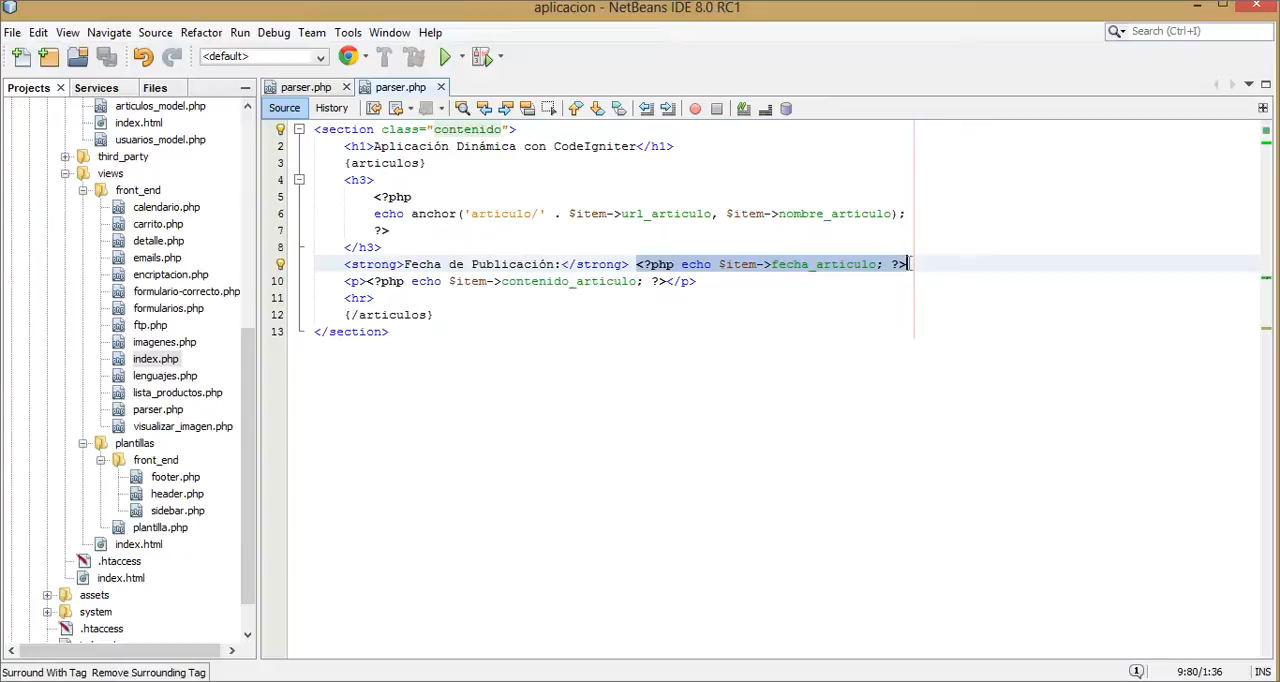 aplicacion - NetBeans IDE 8.0 RC1
File Edit View Navigate Source Refactor Run Debug Team Tools Window Help
Search (Ctrl+I)
<default>
Projects Services Files
parser.php parser.php
Source History
articulos_model.php
index.html
usuarios_model.php
third_party
views
front_end
calendario.php
carrito.php
detalle.php
emails.php
encriptacion.php
formulario-correcto.php
formularios.php
ftp.php
imagenes.php
index.php
lenguajes.php
lista_productos.php
parser.php
visualizar_imagen.php
plantillas
front_end
footer.php
header.php
sidebar.php
plantilla.php
index.html
.htaccess
index.html
assets
system
.htaccess
<section class="contenido">
2 <h1>Aplicación Dinámica con CodeIgniter</h1>
3 {articulos}
4 <h3>
5 <?php
6 echo anchor('articulo/' . $item->url_articulo, $item->nombre_articulo);
7 ?>
8 </h3>
<strong>Fecha de Publicación:</strong> <?php echo $item->fecha_articulo; ?>
10 <p><?php echo $item->contenido_articulo; ?></p>
11 <hr>
12 {/articulos}
13 </section>
Surround With Tag Remove Surrounding Tag
1
9:80/1:36 INS